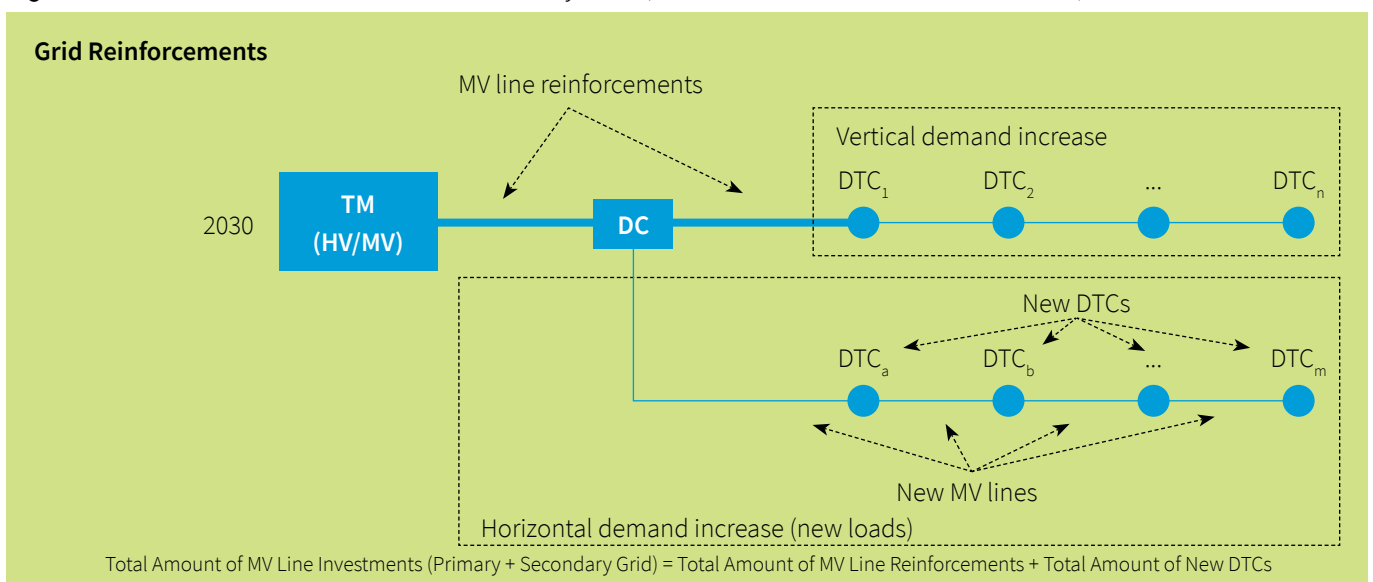 Grid Reinforcements
MV line reinforcements
Vertical demand increase
DTC1 DTC2 ... DTCn
2030
TM
(HV/MV)
DC
New DTCs
DTCa DTCb ... DTCm
New MV lines
Horizontal demand increase (new loads)
Total Amount of MV Line Investments (Primary + Secondary Grid) = Total Amount of MV Line Reinforcements + Total Amount of New DTCs